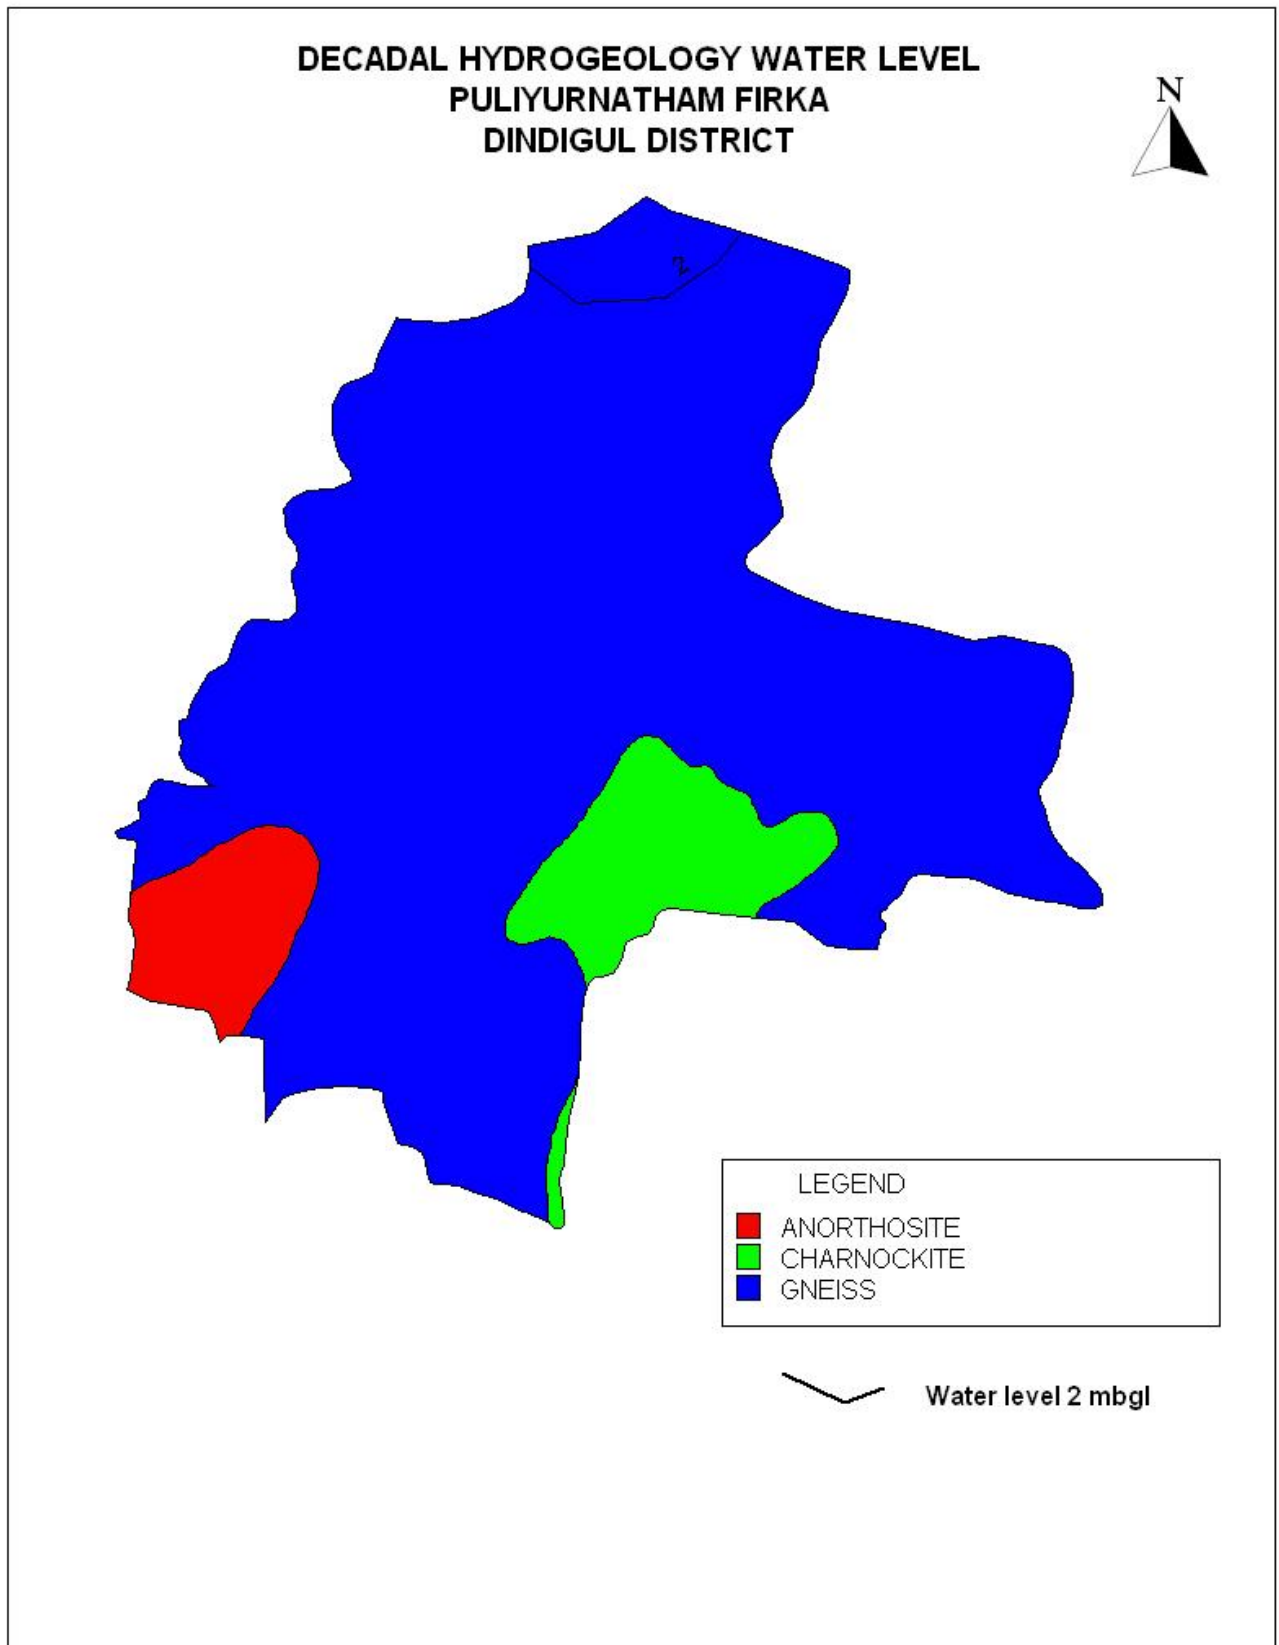 DECADAL HYDROGEOLOGY WATER LEVEL
PULIYURNATHAM FIRKA
DINDIGUL DISTRICT
N
2
LEGEND
ANORTHOSITE
CHARNOCKITE
GNEISS
Water level 2 mbgl